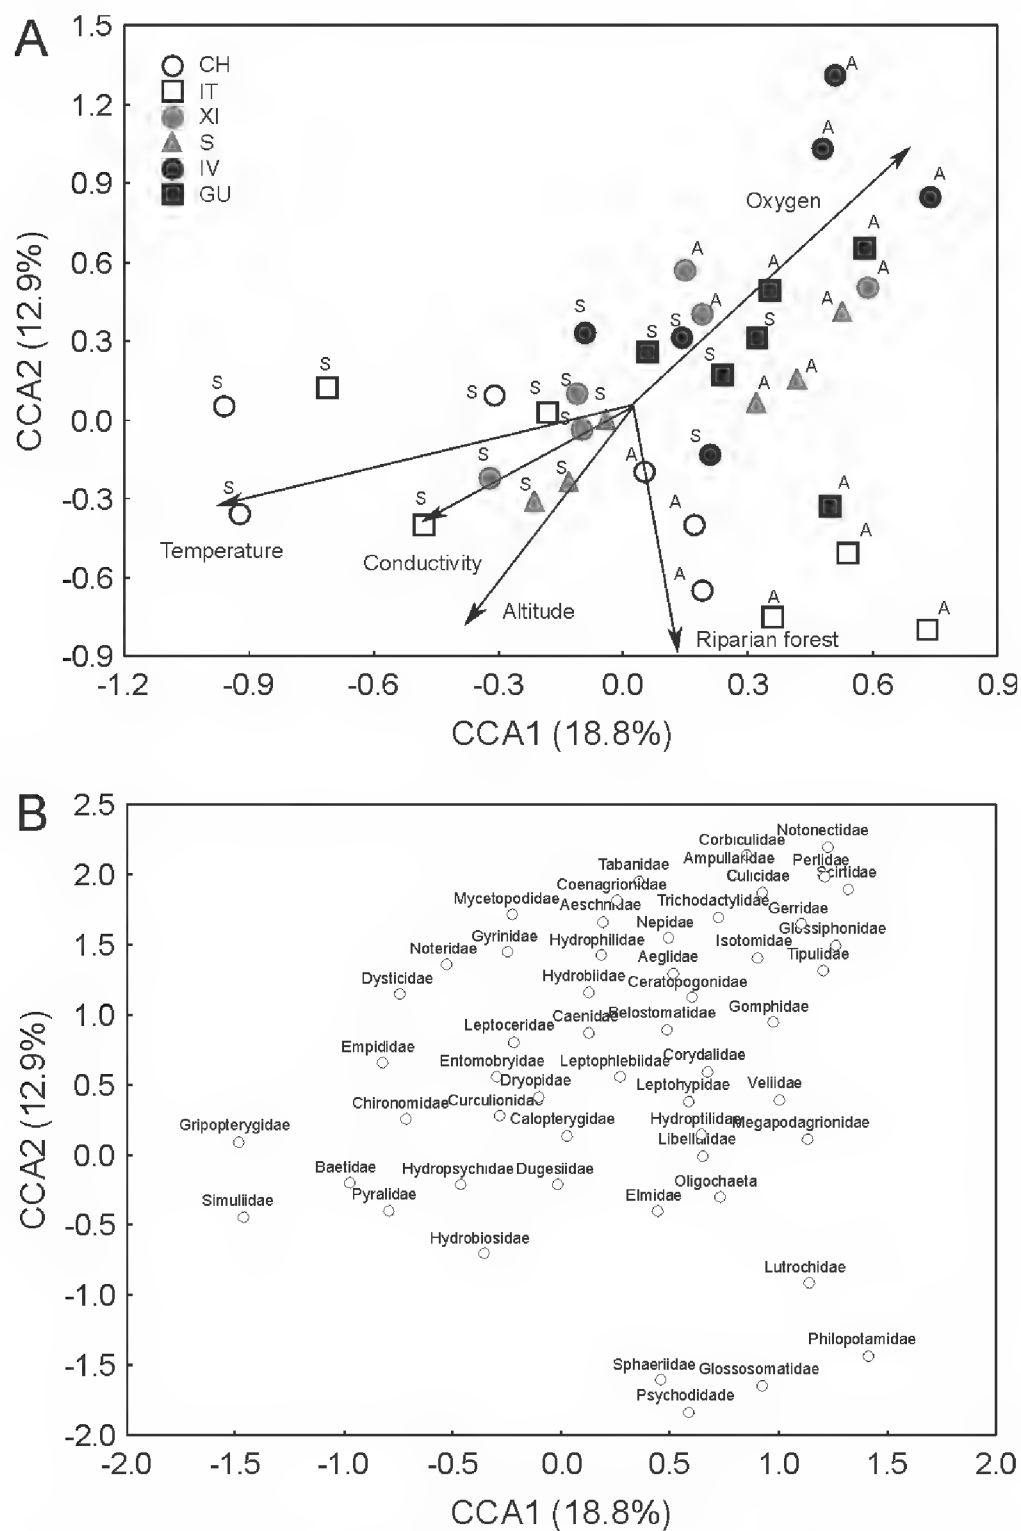 A
1.5
1.2
0.9
0.6
0.3
0.0
-0.3
-0.6
-0.9
CCA2 (12.9%)
CH
IT
XI
S
IV
GU
A
A
A
Oxygen
A
A
A
A
A
A
S
S
S
S
S
A
A
S
S
S
S
S
S
S
S
A
S
S
S
S
S
A
A
A
A
A
A
A
Temperature
Conductivity
Altitude
Riparian forest
-1.2
-0.9
-0.6
-0.3
0.0
0.3
0.6
0.9
CCA1 (18.8%)
B
2.5
2.0
1.5
1.0
0.5
0.0
-0.5
-1.0
-1.5
-2.0
CCA2 (12.9%)
Notonectidae
Corbiculidae
Ampullaridae
Perlidae
Tabanidae
Culicidae
Scirtidae
Coenagrionidae
Mycetopodidae
Aeschnidae
Trichodactylidae
Gerridae
Nepidae
Glossiphonidae
Gyrinidae
Hydrophilidae
Isotomidae
Noteridae
Aeglidae
Tipulidae
Dysticidae
Hydrobiidae
Ceratopogonidae
Gomphidae
Leptoceridae
Caenidae
Belostomatidae
Empididae
Entomobryidae
Leptophlebiidae
Corydalidae
Dryopidae
Leptohypidae
Veliidae
Chironomidae
Curculionidae
Gripopterygidae
Calopterygidae
Hydroptilidae
Megapodagrionidae
Libellulidae
Baetidae
Hydropsychidae
Dugesiidae
Oligochaeta
Simuliidae
Pyralidae
Elmidae
Hydrobiosidae
Lutrochidae
Philopotamidae
Sphaeriidae
Glossosomatidae
Psychodidade
-2.0
-1.5
-1.0
-0.5
0.0
0.5
1.0
1.5
2.0
CCA1 (18.8%)